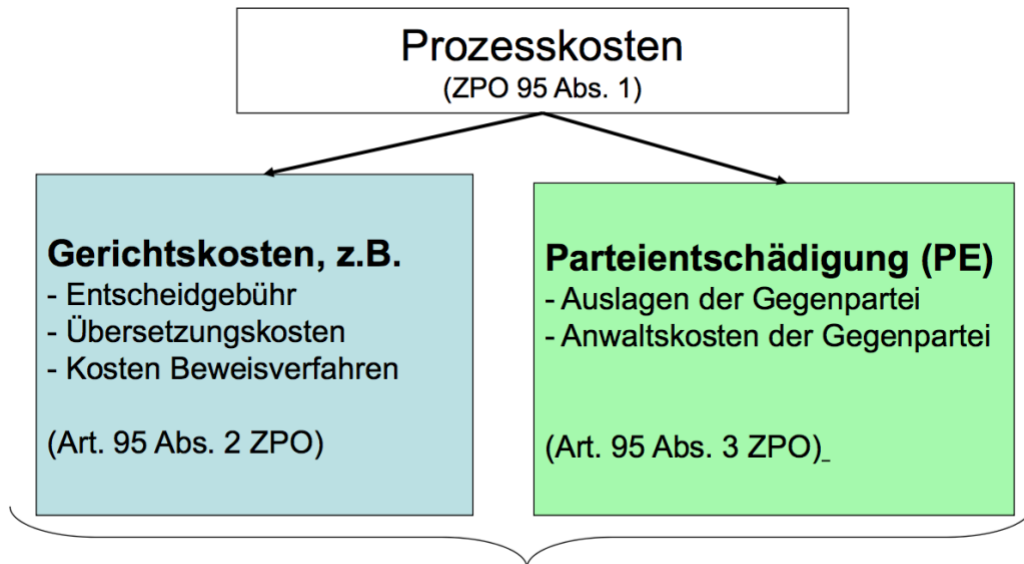 Prozesskosten
(ZPO 95 Abs. 1)
Gerichtskosten, z.B.
- Entscheidgebühr
- Übersetzungskosten
- Kosten Beweisverfahren
(Art. 95 Abs. 2 ZPO)
Parteientschädigung (PE)
- Auslagen der Gegenpartei
- Anwaltskosten der Gegenpartei
(Art. 95 Abs. 3 ZPO)_